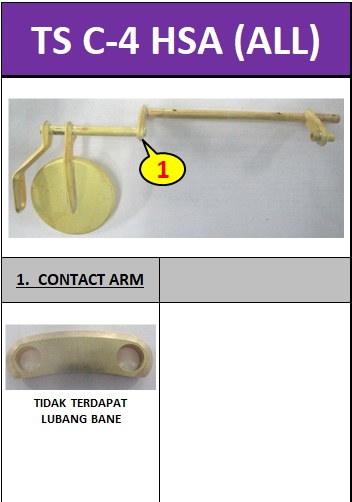 TS C-4 HSA (ALL)
1
1. CONTACT ARM
TIDAK TERDAPAT
LUBANG BANE